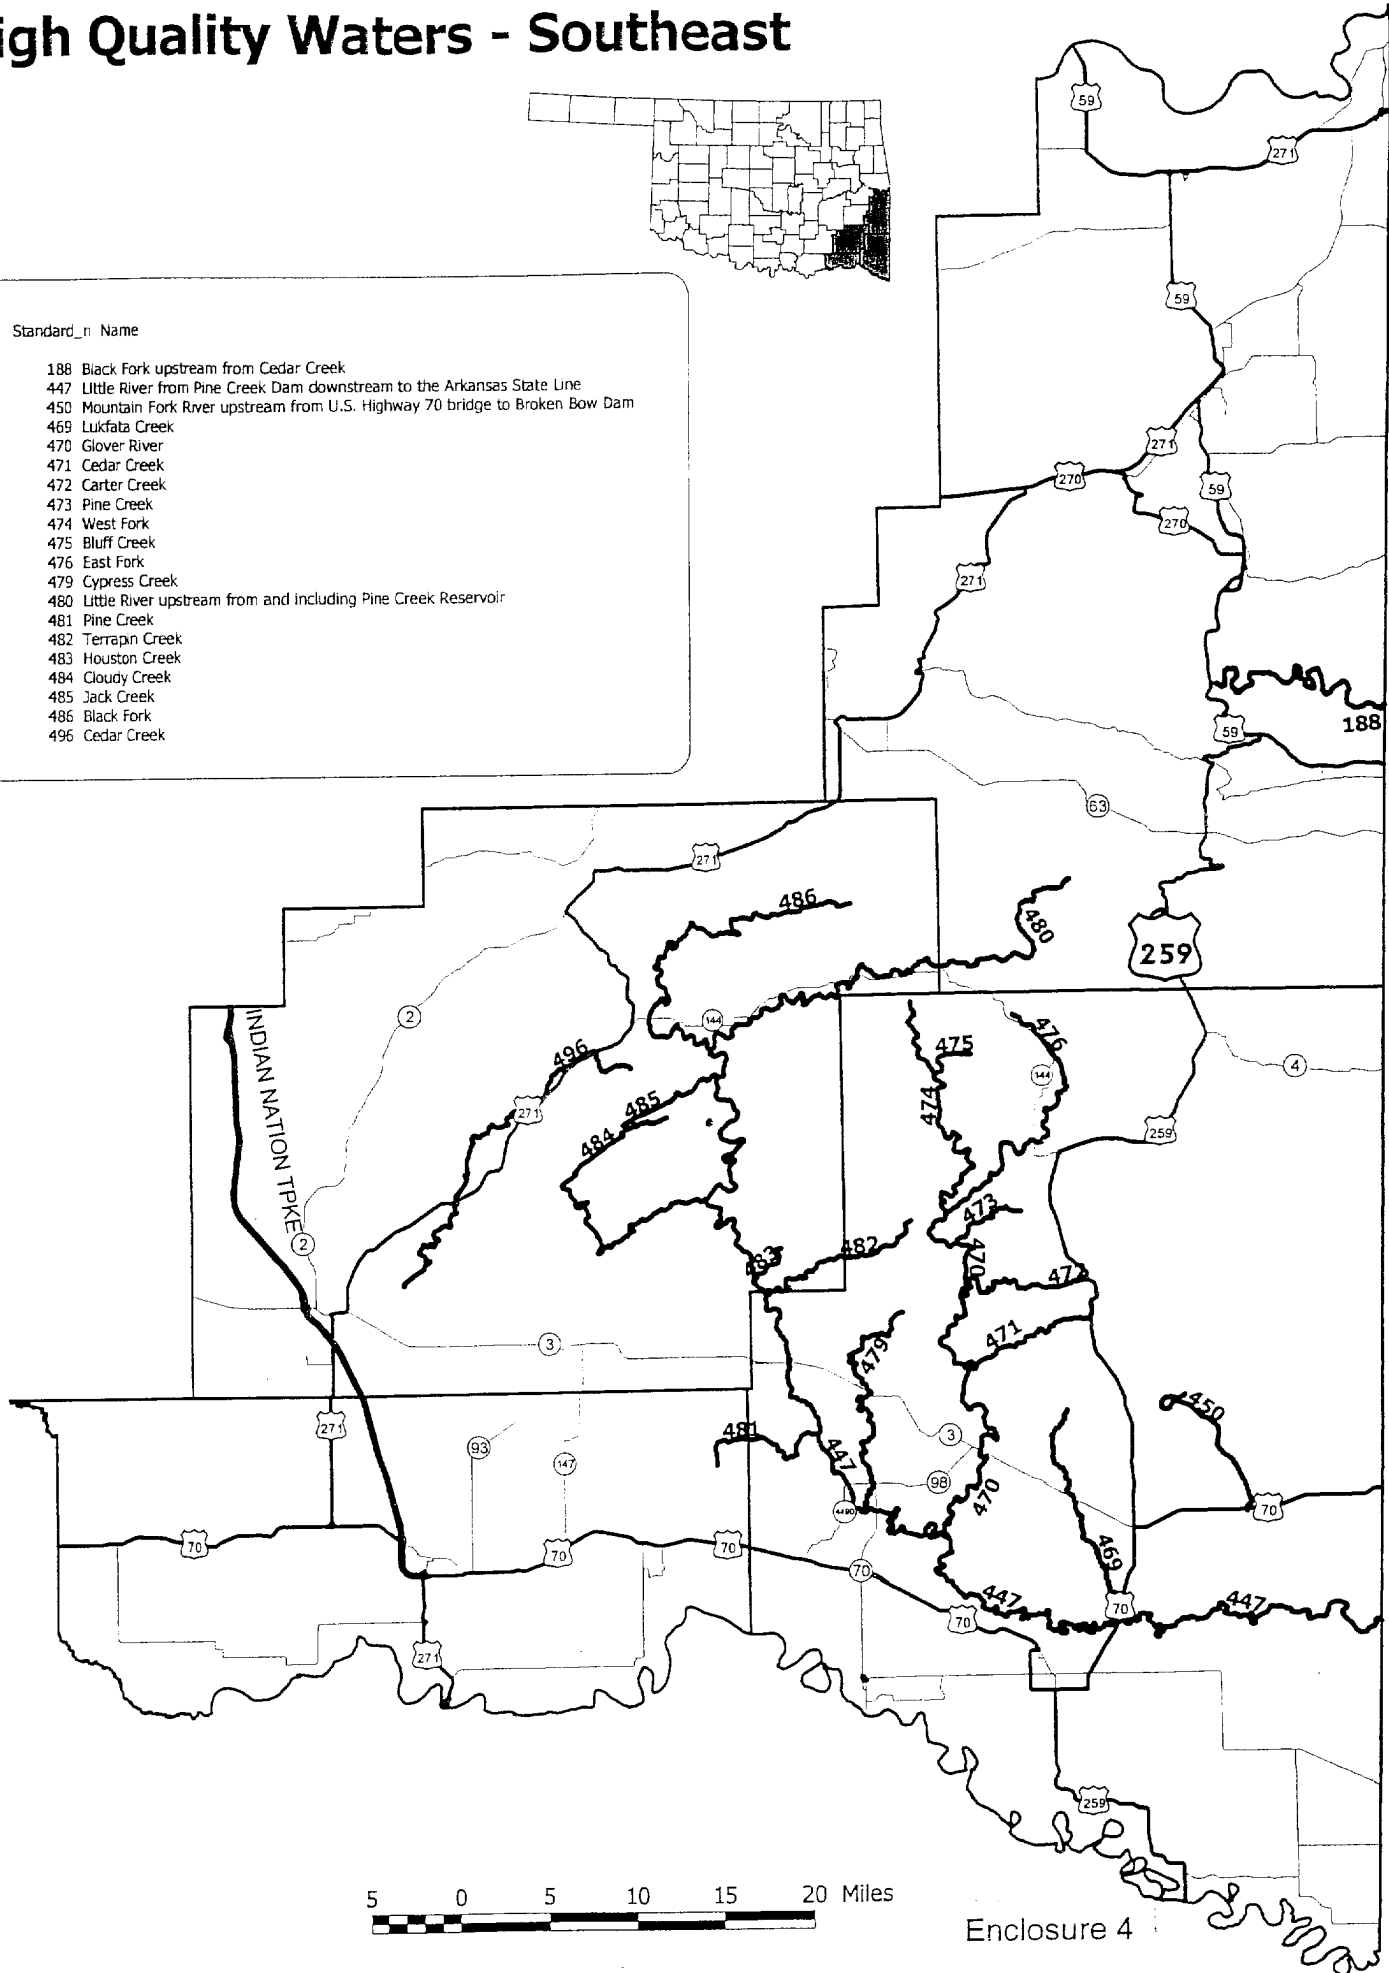 igh Quality Waters - Southeast
Standard_n Name
188 Black Fork upstream from Cedar Creek
447 Little River from Pine Creek Dam downstream to the Arkansas State Line
450 Mountain Fork River upstream from U.S. Highway 70 bridge to Broken Bow Dam
469 Lukfata Creek
470 Glover River
471 Cedar Creek
472 Carter Creek
473 Pine Creek
474 West Fork
475 Bluff Creek
476 East Fork
479 Cypress Creek
480 Little River upstream from and including Pine Creek Reservoir
481 Pine Creek
482 Terrapin Creek
483 Houston Creek
484 Cloudy Creek
485 Jack Creek
486 Black Fork
496 Cedar Creek
59
271
59
271
270
59
270
271
188
59
63
271
486
480
259
2
144
INDIAN NATION TPKE
496
475
476
144
4
271
485
474
259
484
473
2
483
482
470
472
3
471
479
271
93
481
450
147
447
3
98
470
4490
70
70
70
70
70
469
447
70
70
447
271
259
5 0 5 10 15 20 Miles
Enclosure 4